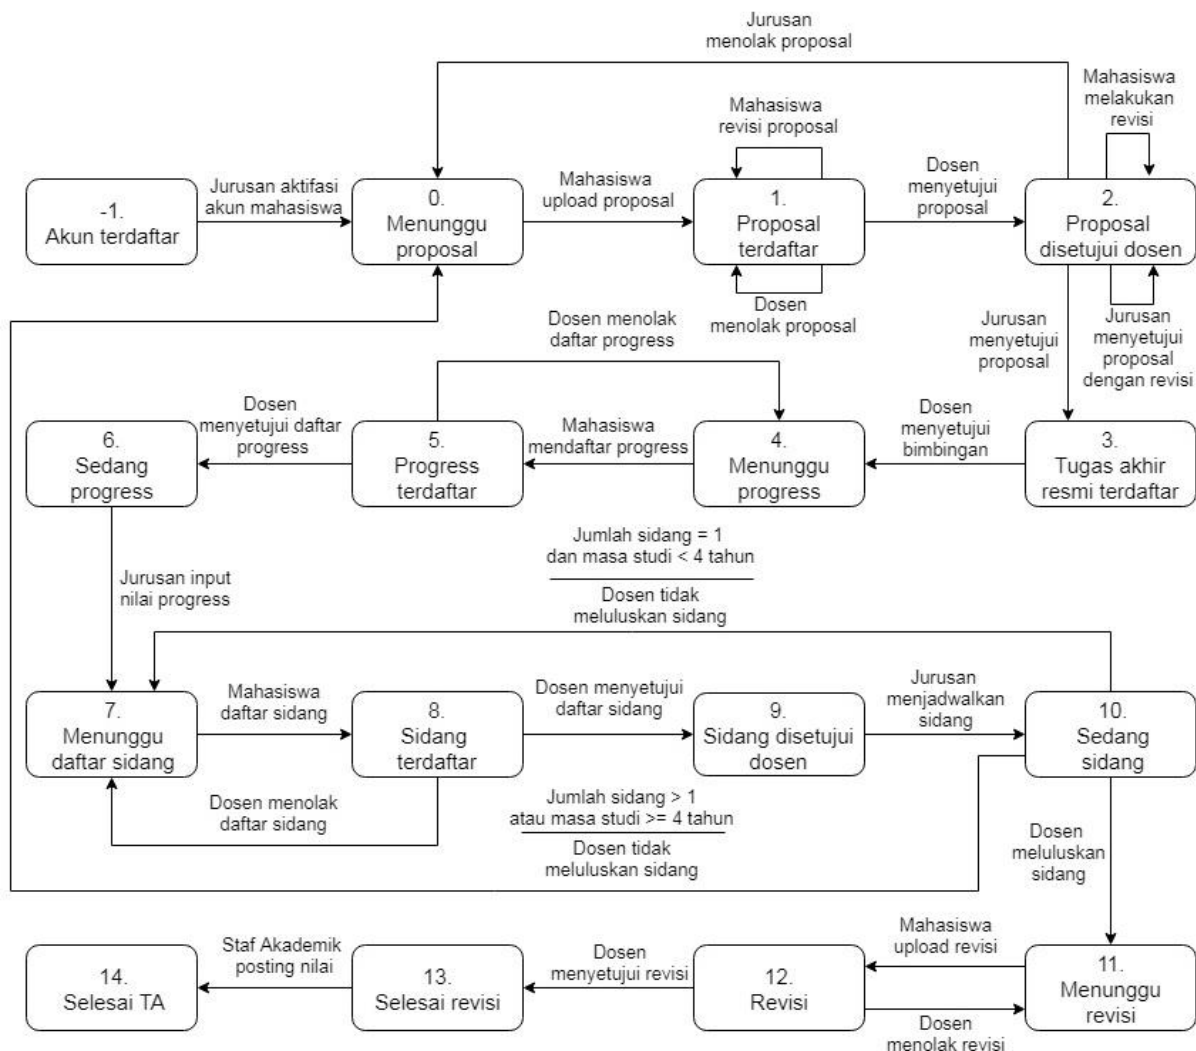 Jurusan
menolak proposal
Mahasiswa
melakukan
revisi
Mahasiswa
revisi proposal
Jurusan aktifasi
akun mahasiswa
Mahasiswa
upload proposal
Dosen
menyetujui
proposal
-1.
Akun terdaftar
0.
Menunggu
proposal
1.
Proposal
terdaftar
2.
Proposal
disetujui dosen
Dosen
menolak proposal
Jurusan
menyetujui
proposal
Jurusan
menyetujui
proposal
dengan revisi
Dosen menolak
daftar progress
Dosen
menyetujui daftar
progress
Mahasiswa
mendaftar progress
Dosen
menyetujui
bimbingan
6.
Sedang
progress
5.
Progress
terdaftar
4.
Menunggu
progress
3.
Tugas akhir
resmi terdaftar
Jumlah sidang = 1
dan masa studi < 4 tahun
Dosen tidak
meluluskan sidang
Jurusan input
nilai progress
Mahasiswa
daftar sidang
Dosen menyetujui
daftar sidang
Jurusan
menjadwalkan
sidang
7.
Menunggu
daftar sidang
8.
Sidang
terdaftar
9.
Sidang disetujui
dosen
10.
Sedang
sidang
Dosen menolak
daftar sidang
Jumlah sidang > 1
atau masa studi >= 4 tahun
Dosen tidak
meluluskan sidang
Dosen
meluluskan
sidang
Staf Akademik
posting nilai
Dosen
menyetujui revisi
Mahasiswa
upload revisi
14.
Selesai TA
13.
Selesai revisi
12.
Revisi
11.
Menunggu
revisi
Dosen
menolak revisi